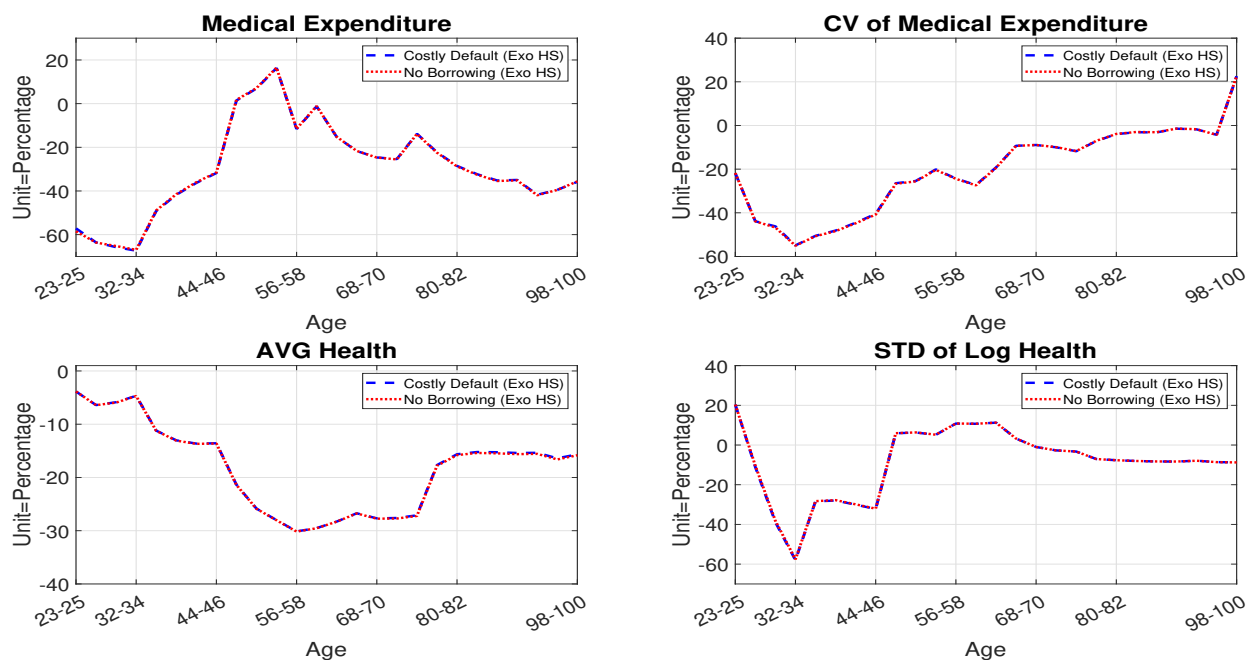 Medical Expenditure
20
0
-20
-40
-60
Unit=Percentage
Costly Default (Exo HS)
No Borrowing (Exo HS)
23-25
32-34
44-46
56-58
68-70
80-82
98-100
Age
CV of Medical Expenditure
40
20
0
-20
-40
-60
Unit=Percentage
Costly Default (Exo HS)
No Borrowing (Exo HS)
23-25
32-34
44-46
56-58
68-70
80-82
98-100
Age
AVG Health
0
-10
-20
-30
-40
Unit=Percentage
Costly Default (Exo HS)
No Borrowing (Exo HS)
23-25
32-34
44-46
56-58
68-70
80-82
98-100
Age
STD of Log Health
40
20
0
-20
-40
-60
Unit=Percentage
Costly Default (Exo HS)
No Borrowing (Exo HS)
23-25
32-34
44-46
56-58
68-70
80-82
98-100
Age